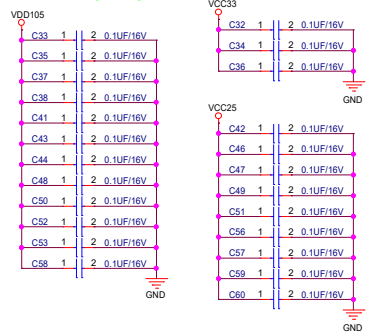 VDD105
C33 1 2 0.1UF/16V
C35 1 2 0.1UF/16V
C37 1 2 0.1UF/16V
C38 1 2 0.1UF/16V
C41 1 2 0.1UF/16V
C43 1 2 0.1UF/16V
C44 1 2 0.1UF/16V
C48 1 2 0.1UF/16V
C50 1 2 0.1UF/16V
C52 1 2 0.1UF/16V
C53 1 2 0.1UF/16V
C58 1 2 0.1UF/16V
GND
VCC33
C32 1 2 0.1UF/16V
C34 1 2 0.1UF/16V
C36 1 2 0.1UF/16V
GND
VCC25
C42 1 2 0.1UF/16V
C46 1 2 0.1UF/16V
C47 1 2 0.1UF/16V
C49 1 2 0.1UF/16V
C51 1 2 0.1UF/16V
C56 1 2 0.1UF/16V
C57 1 2 0.1UF/16V
C59 1 2 0.1UF/16V
C60 1 2 0.1UF/16V
GND